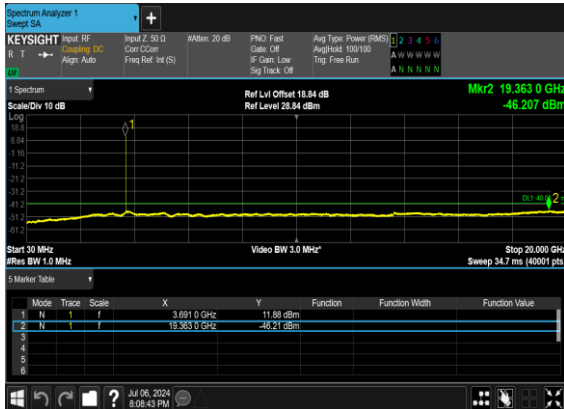 Spectrum Analyzer 1
Swept SA
+
KEYSIGHT Input: RF Input Z: 50 Ω #Atten: 20 dB PNO: Fast Avg Type: Power (RMS) 1 2 3 4 5 6
R T Coupling: DC Corr CCorr Gate: Off Avg|Hold: 100/100 A W W W W W
Align: Auto Freq Ref: Int (S) IF Gain: Low Trig: Free Run
Sig Track: Off A N N N N N
LXI
1 Spectrum Ref Lvl Offset 18.84 dB Mkr2 19.363 0 GHz
Scale/Div 10 dB Ref Level 28.84 dBm -46.207 dBm
Log
18.8 1
8.84
-1.16
-11.2
-21.2
-31.2
-41.2 2
-51.2
-61.2
Start 30 MHz Video BW 3.0 MHz* Stop 20.000 GHz
#Res BW 1.0 MHz Sweep 34.7 ms (40001 pts)
5 Marker Table
Mode Trace Scale X Y Function Function Width Function Value
1 N 1 f 3.691 0 GHz 11.88 dBm
2 N 1 f 19.363 0 GHz -46.21 dBm
3
4
5
6
? Jul 06, 2024
8:08:43 PM